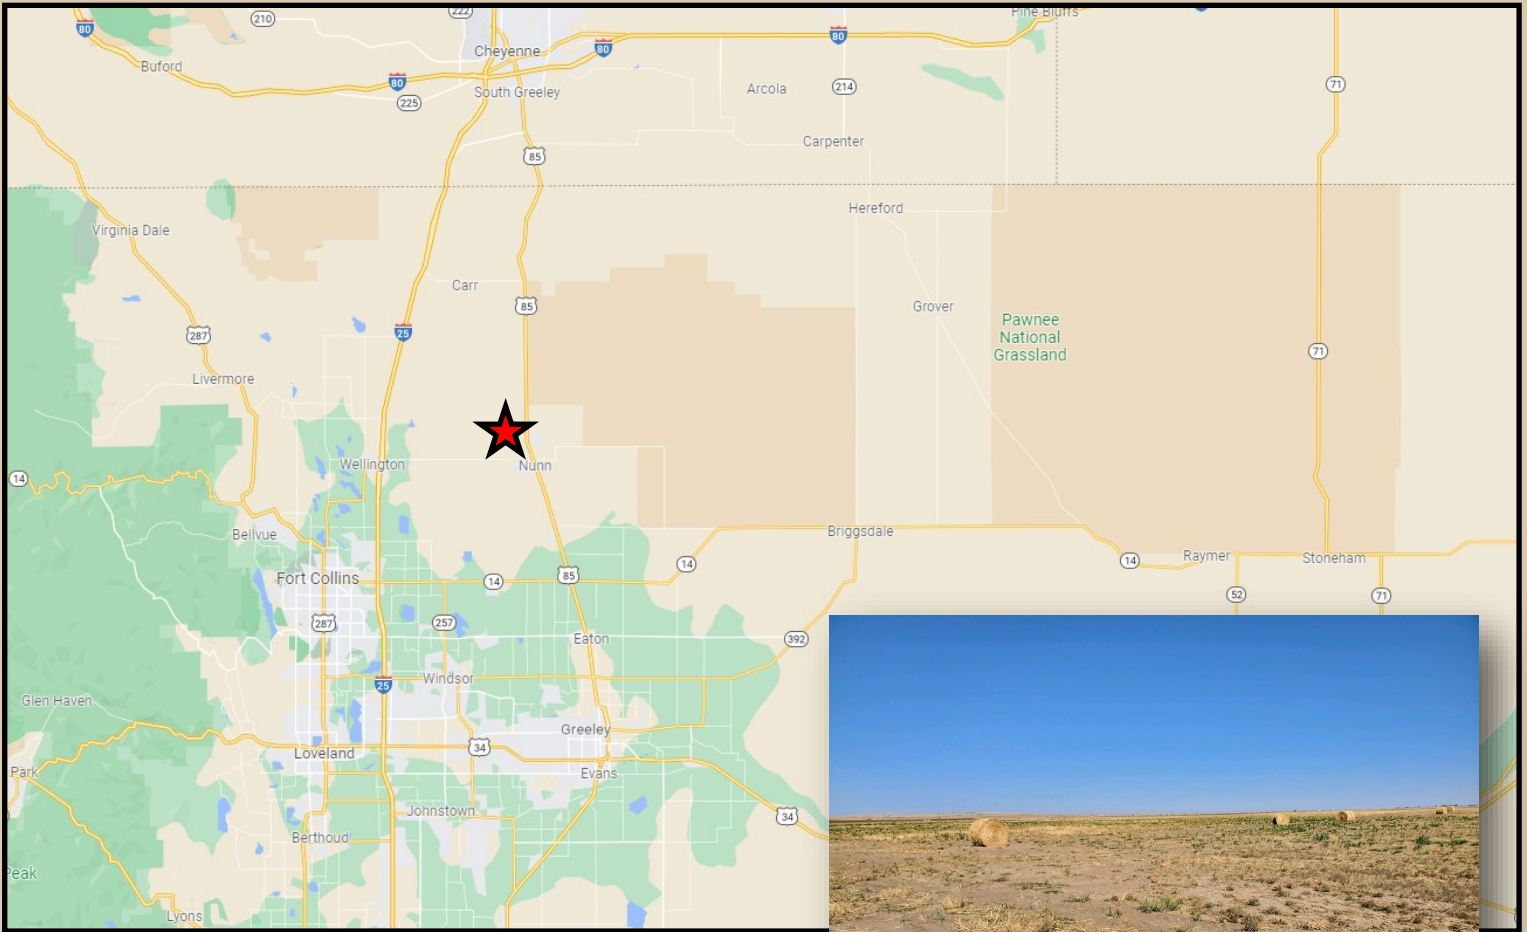 222
Pine Bluffs
210
80
80
Cheyenne
80
80
71
Buford
80
South Greeley
Arcola
214
225
Carpenter
85
Hereford
Virginia Dale
Carr
85
Grover
Pawnee
National
Grassland
287
25
71
Livermore
Wellington
Nunn
14
Bellvue
Briggsdale
14
14
Raymer
Stoneham
Fort Collins
14
85
52
71
287
257
Eaton
392
Windsor
25
Glen Haven
Greeley
34
Loveland
Park
Evans
Johnstown
34
Berthoud
Peak
Lyons